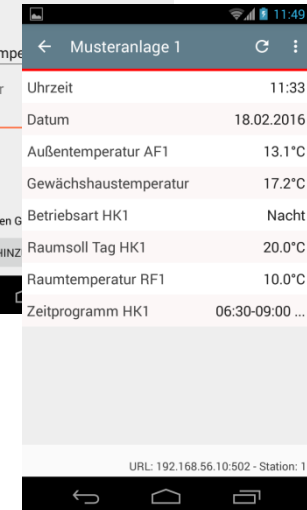 11:49
Musteranlage 1
Uhrzeit 11:33
Datum 18.02.2016
Außentemperatur AF1 13.1°C
Gewächshaustemperatur 17.2°C
Betriebsart HK1 Nacht
Raumsoll Tag HK1 20.0°C
Raumtemperatur RF1 10.0°C
Zeitprogramm HK1 06:30-09:00 ...
URL: 192.168.56.10:502 - Station: 1